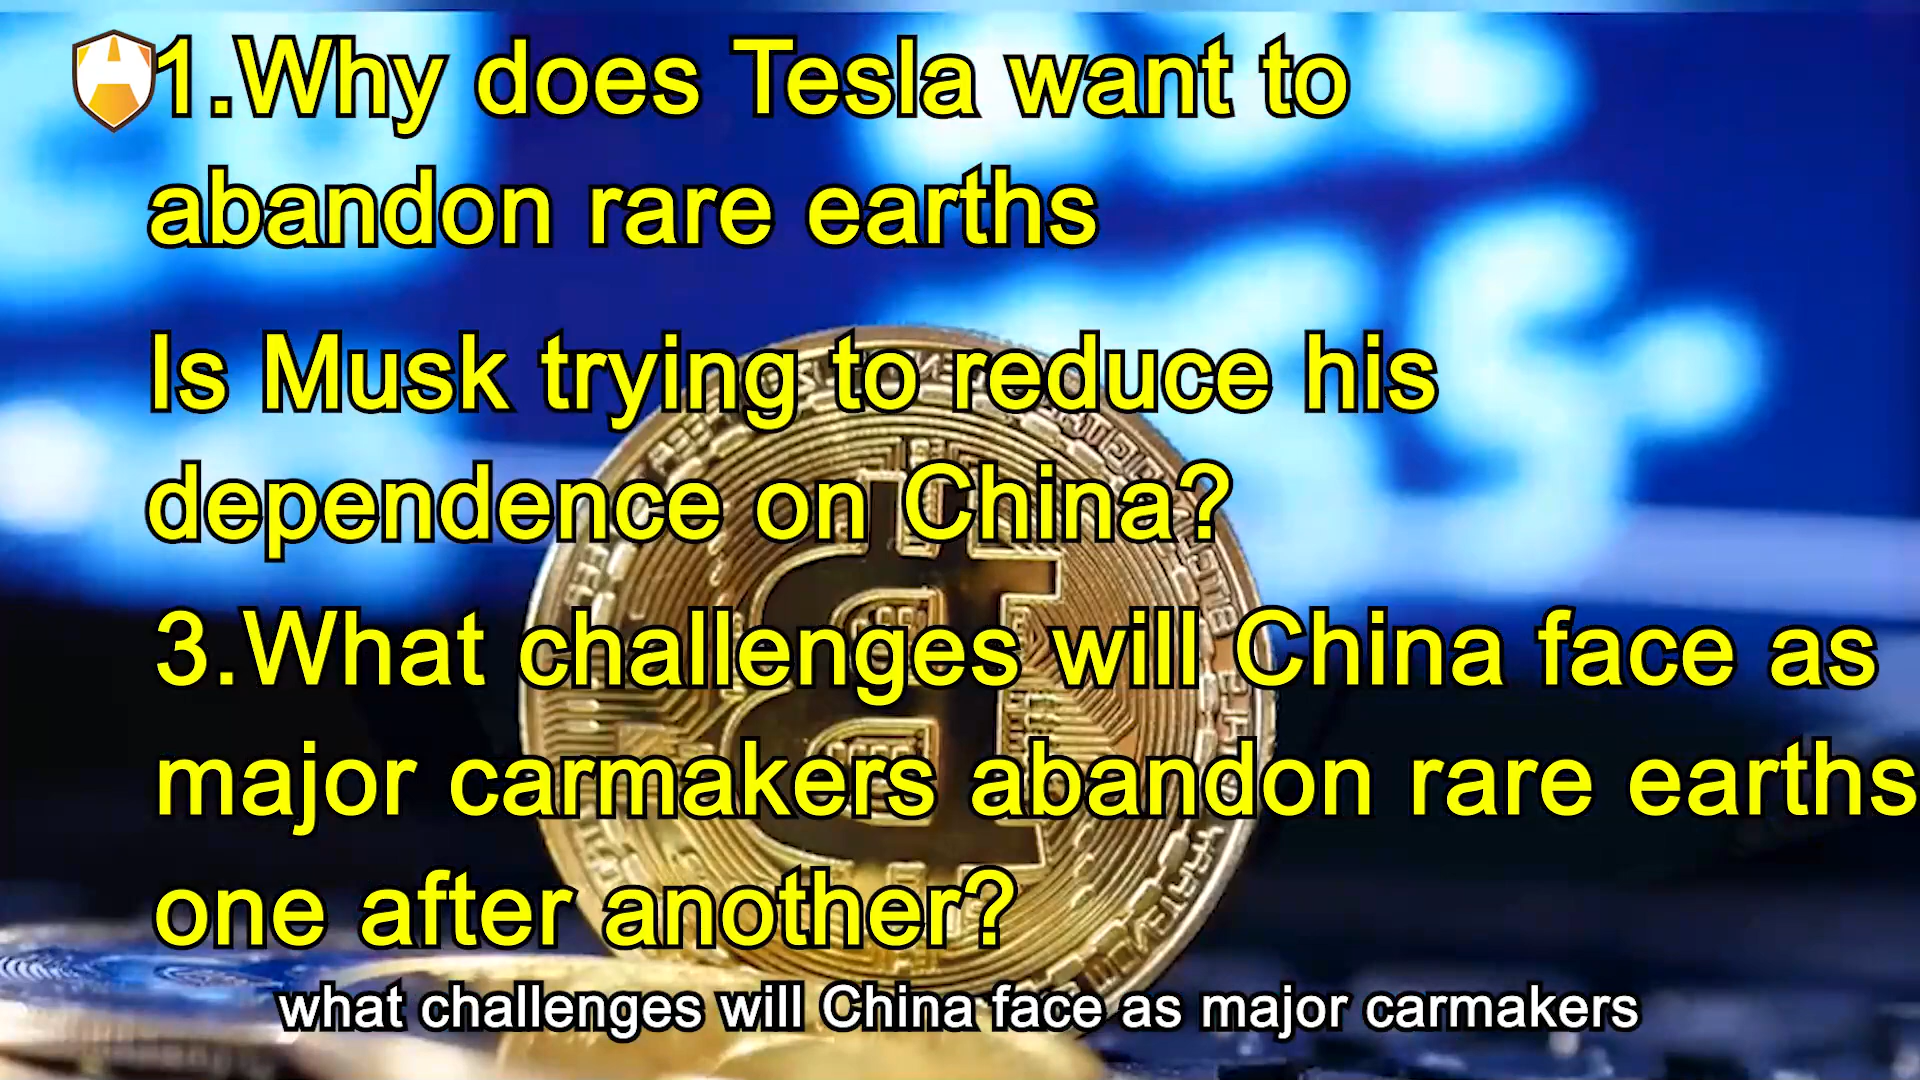 1.Why does Tesla want to
abandon rare earths
Is Musk trying to reduce his
dependence on China?
3.What challenges will China face as
major carmakers abandon rare earths
one after another?
what challenges will China face as major carmakers